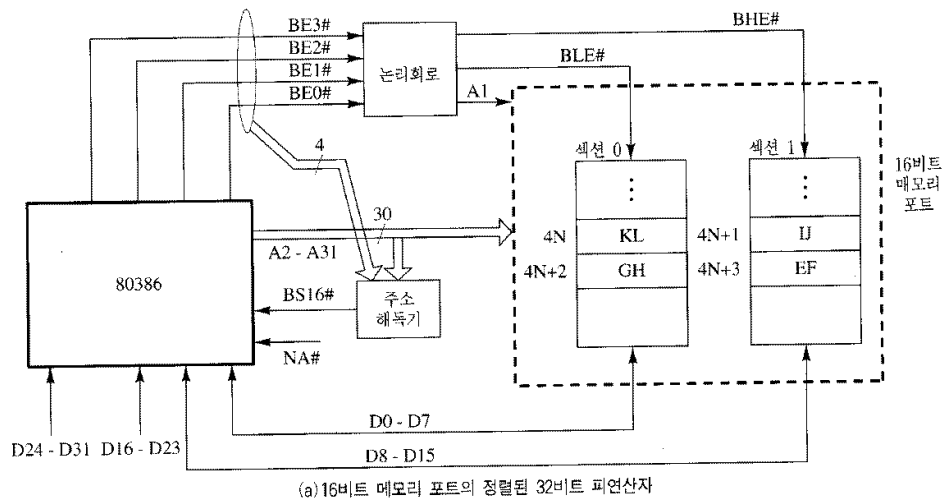 BE3#
BE2#
BE1#
BE0#
논리회로
BHE#
BLE#
A1
4
30
A2 - A31
80386
BS16#
NA#
주소
해독기
섹션 0
섹션 1
16비트
매모리
포트
⋮
⋮
4N
KL
4N+1
IJ
4N+2
GH
4N+3
EF
D24 - D31
D16 - D23
D0 - D7
D8 - D15
(a) 16비트 메모리 포트의 정렬된 32비트 피연산자